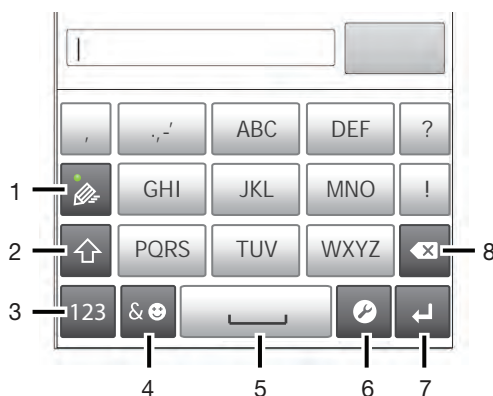 , .,-' ABC DEF ?
1 GHI JKL MNO !
2 PQRS TUV WXYZ 8
3 123 &
4 5 6 7